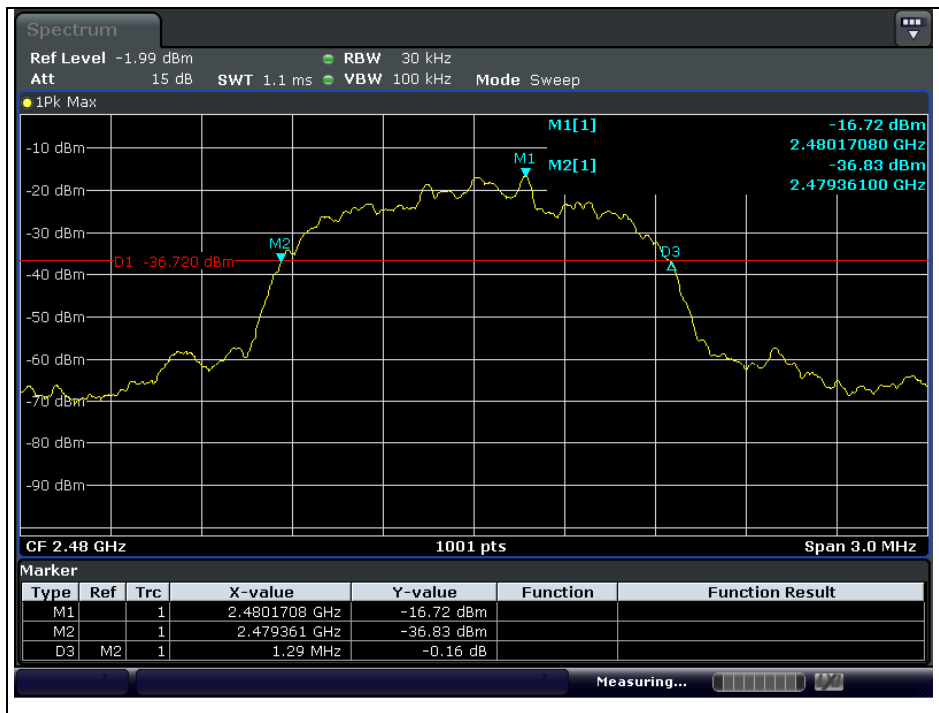 Spectrum
Ref Level -1.99 dBm RBW 30 kHz
Att 15 dB SWT 1.1 ms VBW 100 kHz Mode Sweep
1Pk Max
M1[1] -16.72 dBm
2.48017080 GHz
M2[1] -36.83 dBm
2.47936100 GHz
-10 dBm
M1
-20 dBm
-30 dBm
M2
D3
D1 -36.720 dBm
-40 dBm
-50 dBm
-60 dBm
-70 dBm
-80 dBm
-90 dBm
CF 2.48 GHz 1001 pts Span 3.0 MHz
Marker
Type Ref Trc X-value Y-value Function Function Result
M1 1 2.4801708 GHz -16.72 dBm
M2 1 2.479361 GHz -36.83 dBm
D3 M2 1 1.29 MHz -0.16 dB
Measuring...